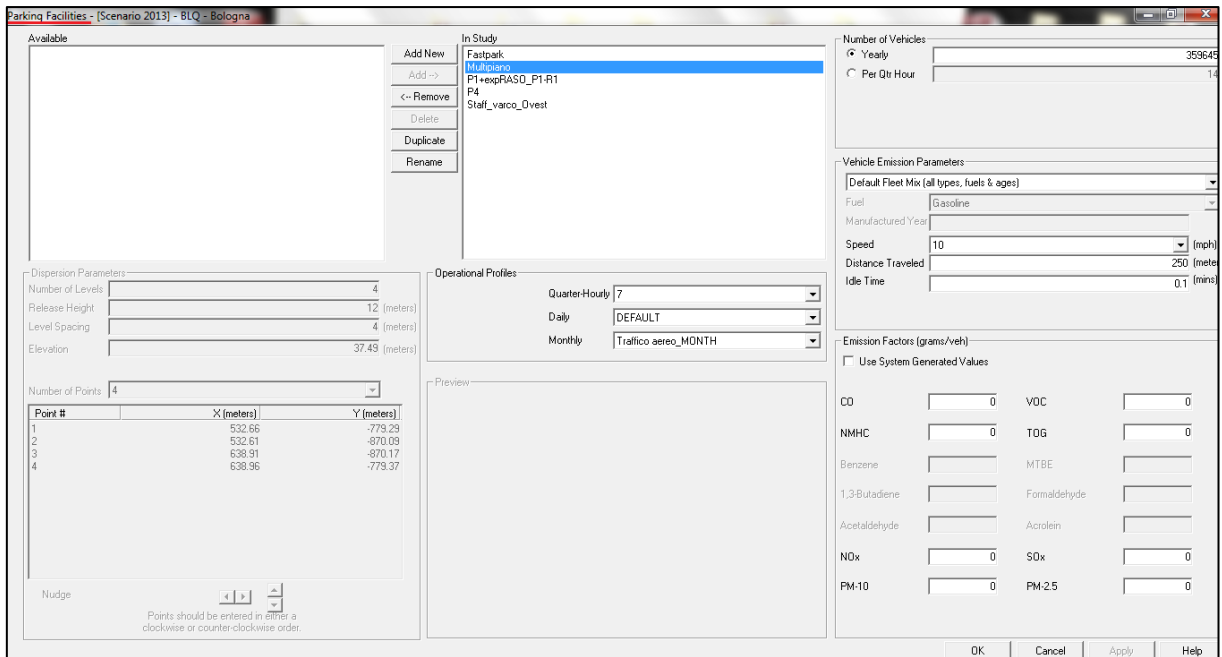 Parking Facilities - [Scenario 2013] - BLQ - Bologna
Available
Add New
Add -->
<-- Remove
Delete
Duplicate
Rename
In Study
Fastpark
Multipiano
P1+expRASO_P1-R1
P4
Staff_varco_Ovest
Number of Vehicles
Yearly 359645
Per Qtr Hour 14
Vehicle Emission Parameters
Default Fleet Mix (all types, fuels & ages)
Fuel Gasoline
Manufactured Year
Speed 10 (mph)
Distance Traveled 250 (meter
Idle Time 0.1 (mins)
Dispersion Parameters
Number of Levels 4
Release Height 12 (meters)
Level Spacing 4 (meters)
Elevation 37.49 (meters)
Number of Points 4
Point # X (meters) Y (meters)
1 532.66 -779.29
2 532.61 -870.09
3 638.91 -870.17
4 638.96 -779.37
Nudge
Points should be entered in either a
clockwise or counter-clockwise order.
Operational Profiles
Quarter-Hourly 7
Daily DEFAULT
Monthly Traffico aereo_MONTH
Preview
Emission Factors (grams/veh)
Use System Generated Values
CO 0 VOC 0
NMHC 0 TOG 0
Benzene MTBE
1,3-Butadiene Formaldehyde
Acetaldehyde Acrolein
NOx 0 SOx 0
PM-10 0 PM-2.5 0
OK Cancel Apply Help